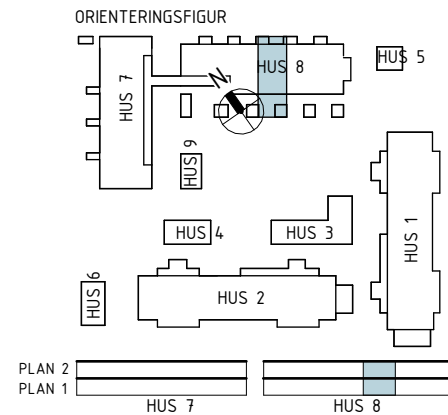 ORIENTERINGSFIGUR
HUS 7
N
HUS 8
HUS 5
HUS 9
HUS 4
HUS 3
HUS 1
HUS 6
HUS 2
PLAN 2
PLAN 1
HUS 7
HUS 8